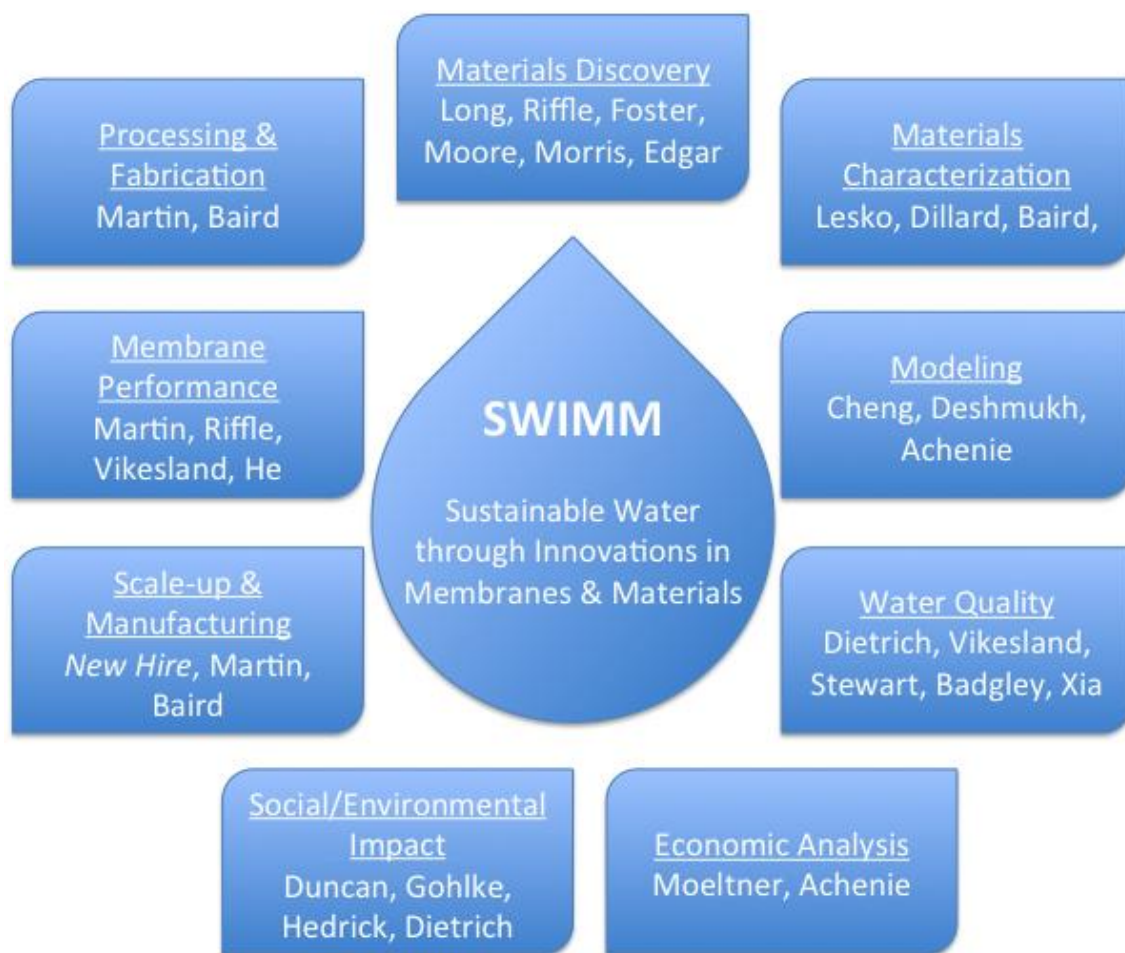 Materials Discovery
Long, Riffle, Foster,
Moore, Morris, Edgar
Processing &
Fabrication
Martin, Baird
Materials
Characterization
Lesko, Dillard, Baird,
Membrane
Performance
Martin, Riffle,
Vikesland, He
SWIMM
Sustainable Water
through Innovations in
Membranes & Materials
Modeling
Cheng, Deshmukh,
Achenie
Scale-up &
Manufacturing
New Hire, Martin,
Baird
Water Quality
Dietrich, Vikesland,
Stewart, Badgley, Xia
Social/Environmental
Impact
Duncan, Gohlke,
Hedrick, Dietrich
Economic Analysis
Moeltner, Achenie